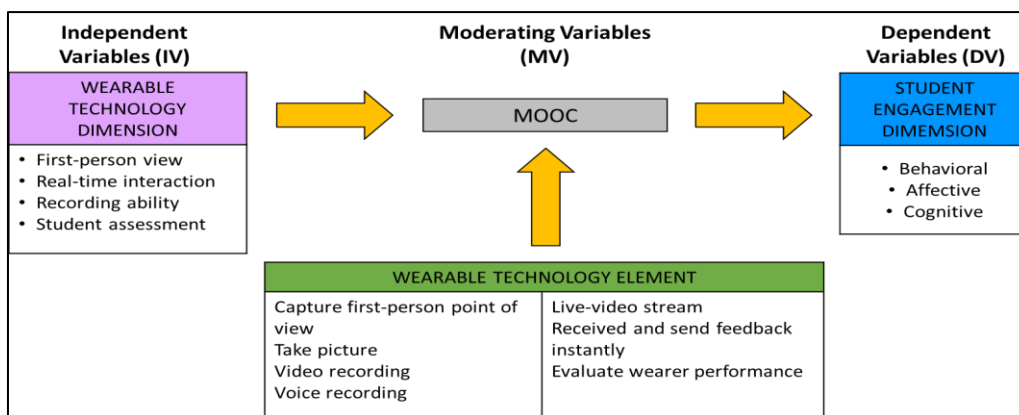 Independent
Variables (IV)
WEARABLE
TECHNOLOGY
DIMENSION
• First-person view
• Real-time interaction
• Recording ability
• Student assessment
Moderating Variables
(MV)
MOOC
Dependent
Variables (DV)
STUDENT
ENGAGEMENT
DIMEMSION
• Behavioral
• Affective
• Cognitive
WEARABLE TECHNOLOGY ELEMENT
Capture first-person point of
view
Take picture
Video recording
Voice recording
Live-video stream
Received and send feedback
instantly
Evaluate wearer performance